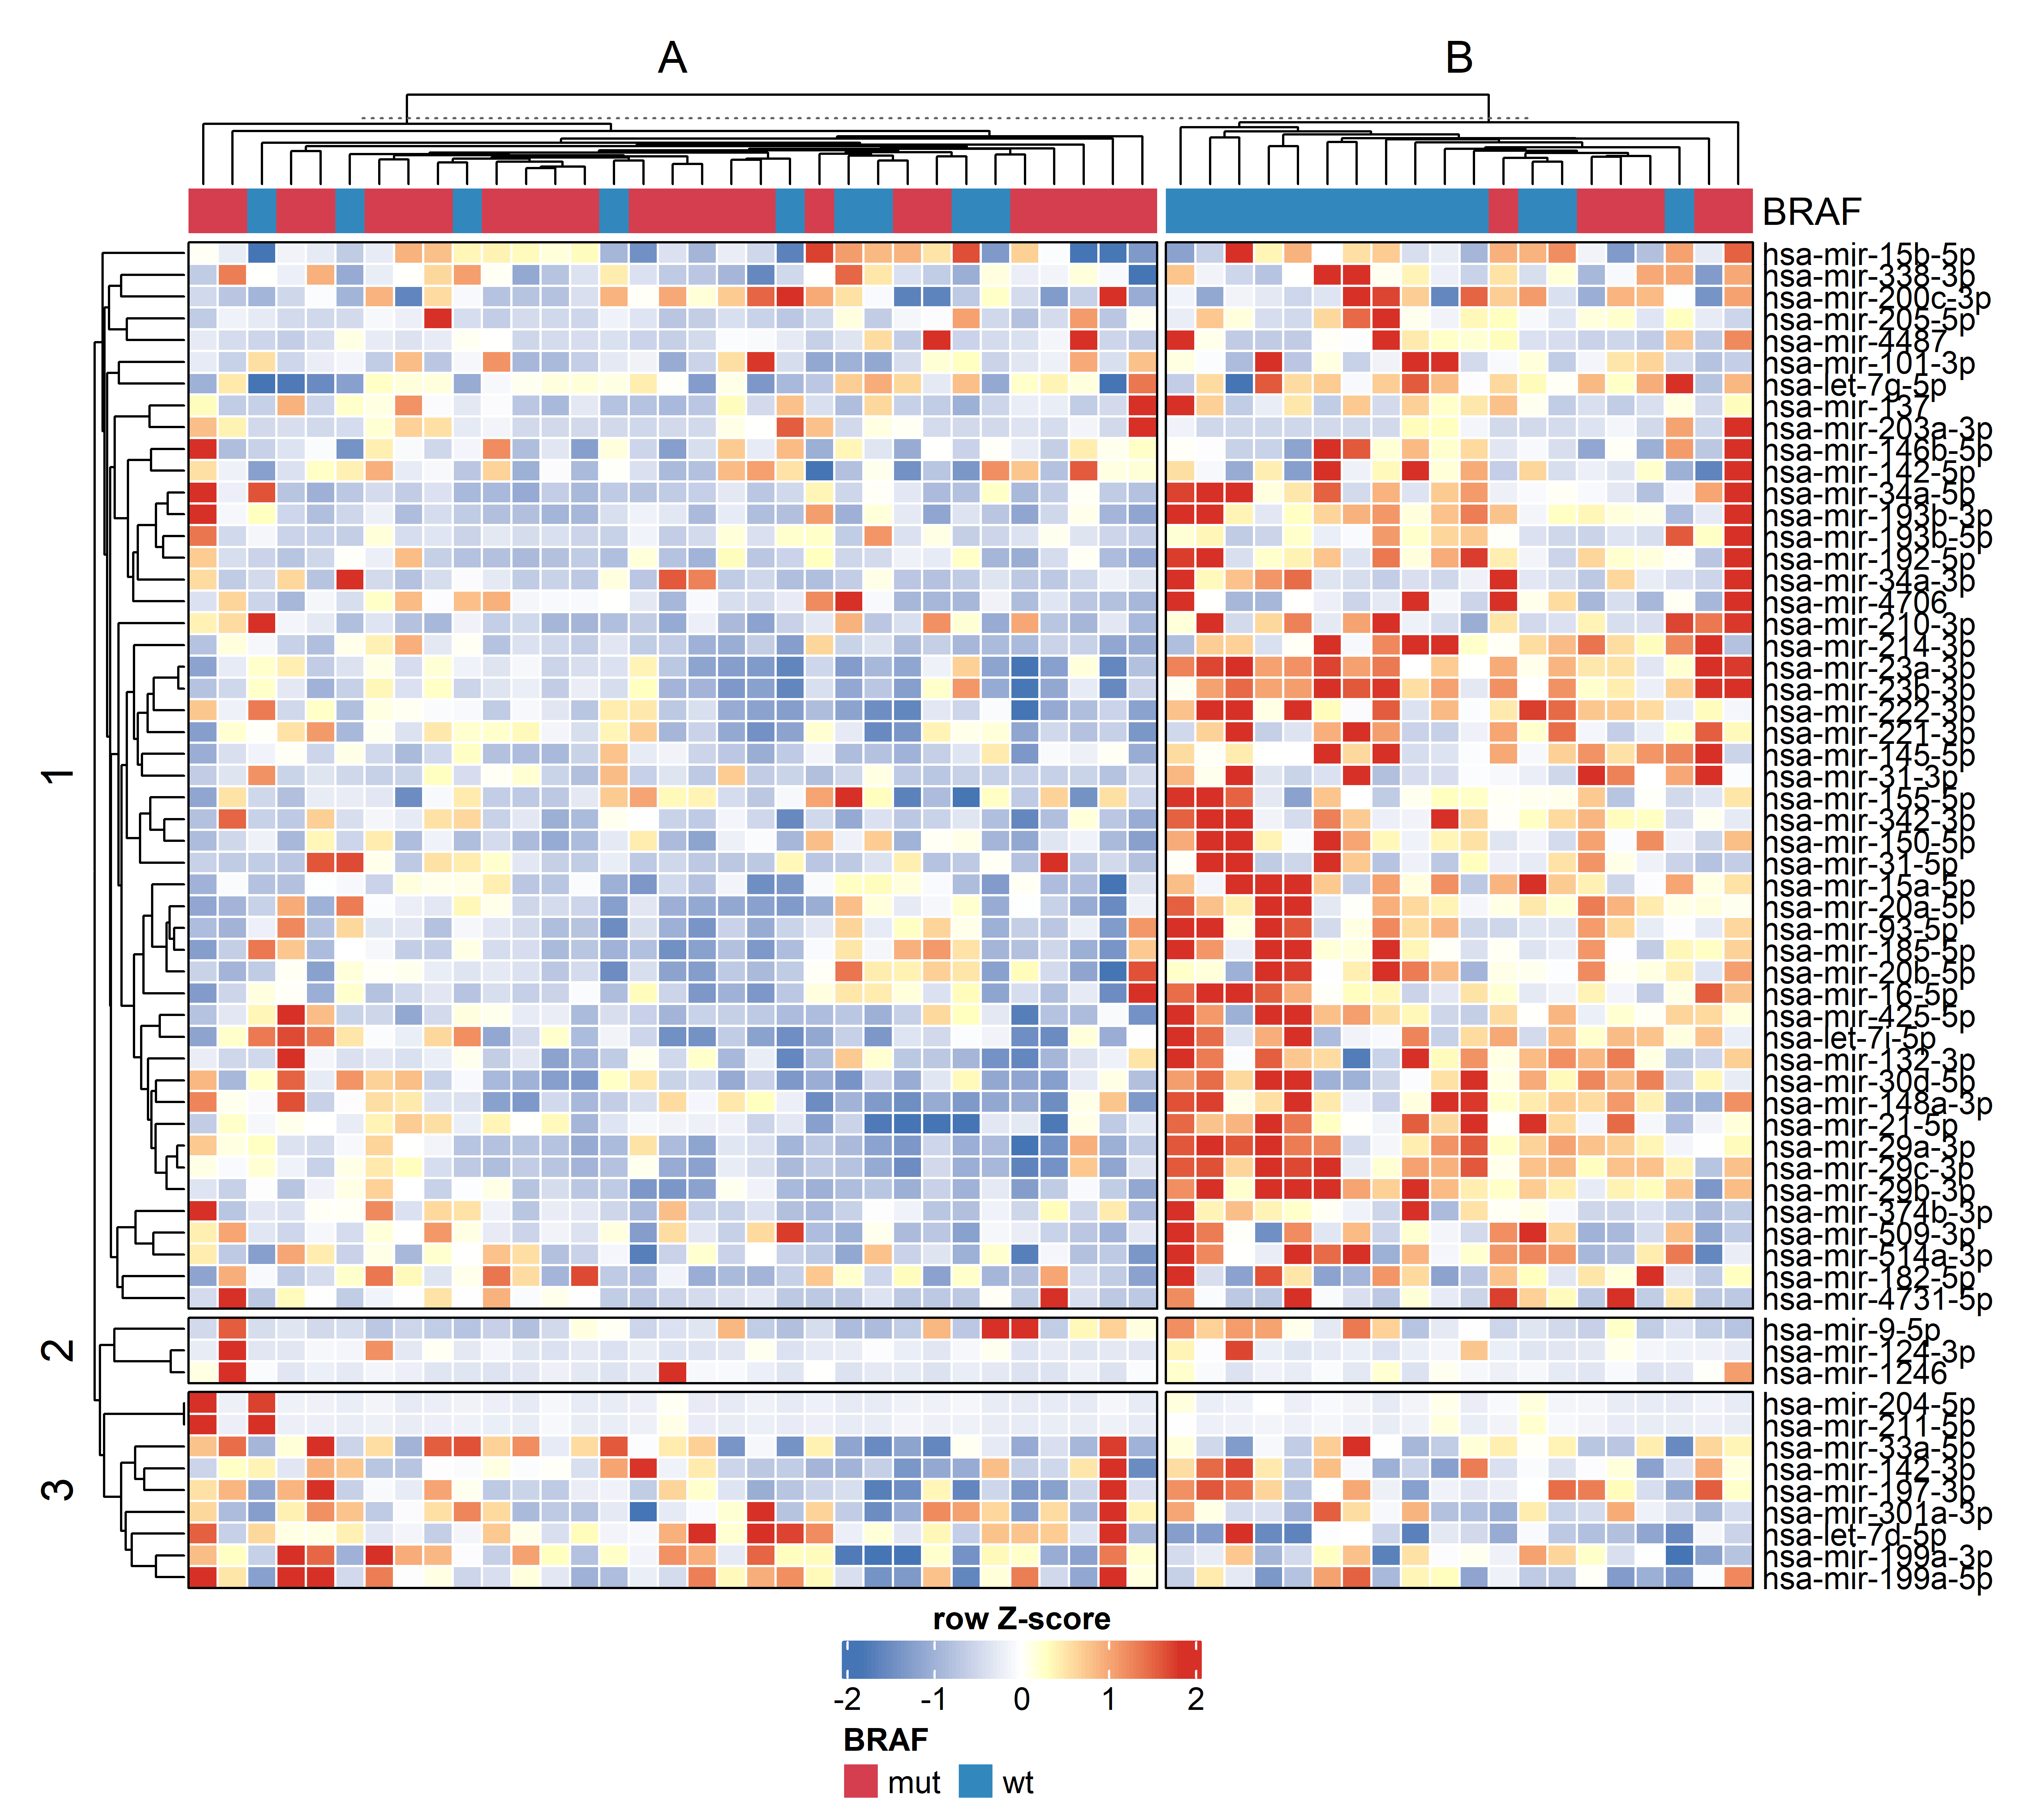 A B
BRAF
hsa-mir-15b-5p
hsa-mir-338-3p
hsa-mir-200c-3p
hsa-mir-205-5p
hsa-mir-4487
hsa-mir-101-3p
hsa-let-7g-5p
hsa-mir-137
hsa-mir-203a-3p
hsa-mir-146b-5p
hsa-mir-142-5p
hsa-mir-34a-5p
hsa-mir-193b-3p
hsa-mir-193b-5p
hsa-mir-192-5p
hsa-mir-34a-3p
hsa-mir-4706
hsa-mir-210-3p
hsa-mir-214-3p
hsa-mir-23a-3p
hsa-mir-23b-3p
hsa-mir-222-3p
hsa-mir-221-3p
hsa-mir-145-5p
1
hsa-mir-31-3p
hsa-mir-155-5p
hsa-mir-342-3p
hsa-mir-150-5p
hsa-mir-31-5p
hsa-mir-15a-5p
hsa-mir-20a-5p
hsa-mir-93-5p
hsa-mir-185-5p
hsa-mir-20b-5p
hsa-mir-16-5p
hsa-mir-425-5p
hsa-let-7i-5p
hsa-mir-132-3p
hsa-mir-30d-5p
hsa-mir-148a-3p
hsa-mir-21-5p
hsa-mir-29a-3p
hsa-mir-29c-3p
hsa-mir-29b-3p
hsa-mir-374b-3p
hsa-mir-509-3p
hsa-mir-514a-3p
hsa-mir-182-5p
hsa-mir-4731-5p
hsa-mir-9-5p
2
hsa-mir-124-3p
hsa-mir-1246
hsa-mir-204-5p
hsa-mir-211-5p
hsa-mir-33a-5p
hsa-mir-142-3p
3
hsa-mir-197-3p
hsa-mir-301a-3p
hsa-let-7d-5p
hsa-mir-199a-3p
hsa-mir-199a-5p
row Z-score
-2 -1 0 1 2
BRAF
mut wt